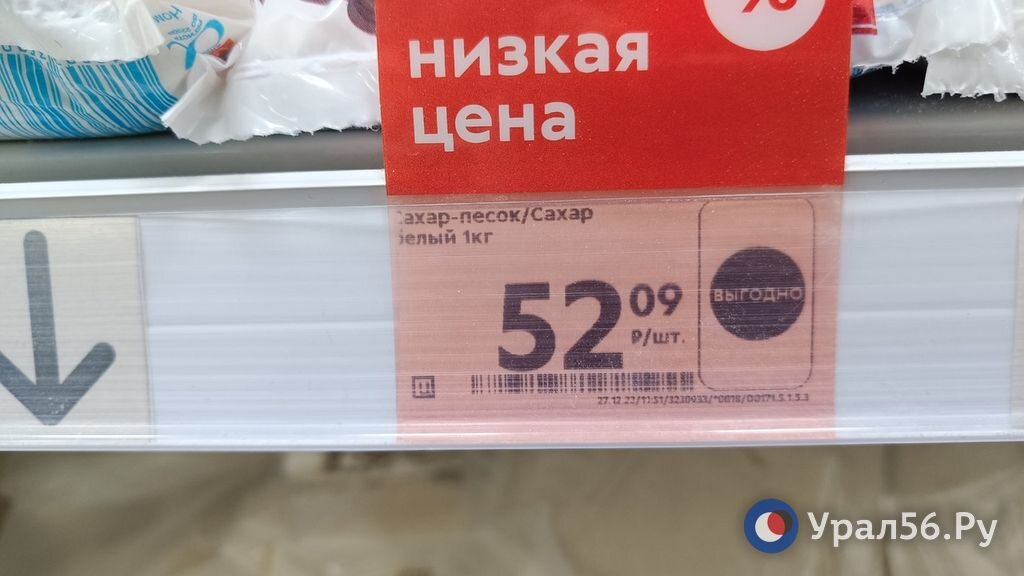 %
низкая
цена
Сахар-песок/Сахар
белый 1кг
52 09
₽/шт.
ВЫГОДНО
Урал56.Ру